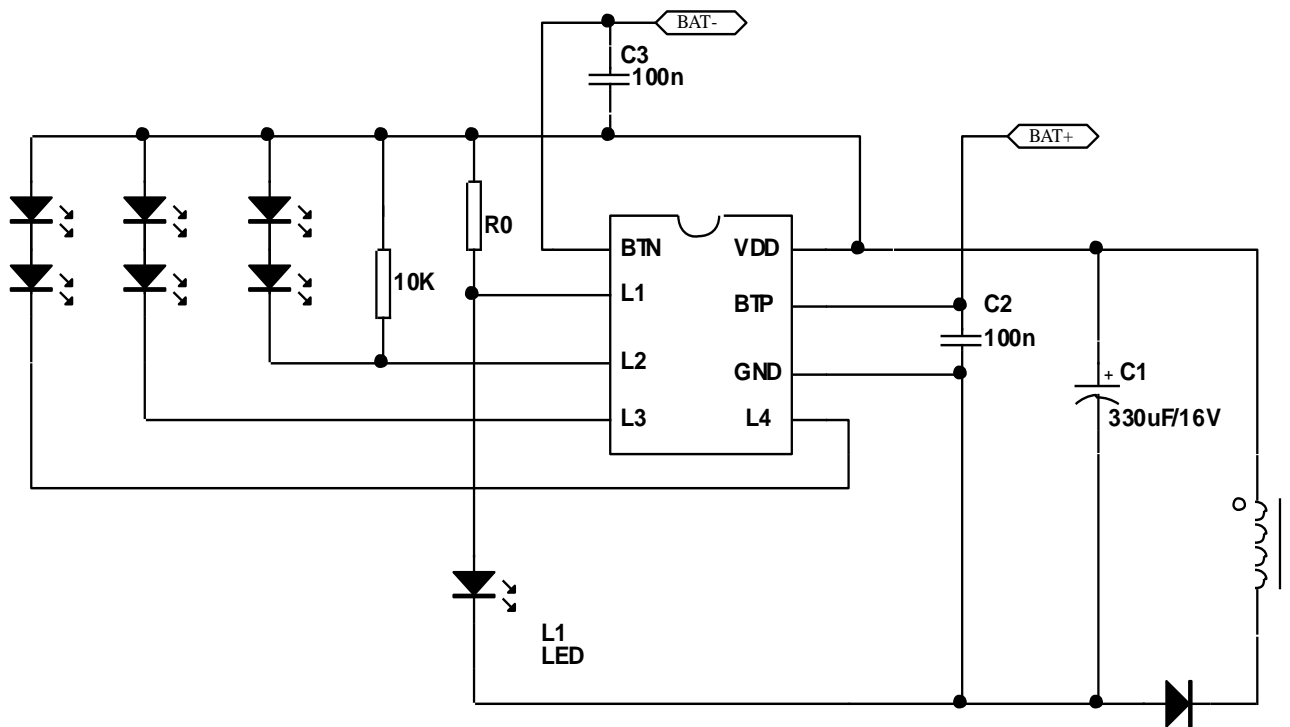 BAT-
C3
100n
BAT+
R0
10K
BTN
VDD
L1
BTP
C2
100n
L2
GND
L3
L4
+ C1
330uF/16V
L1
LED